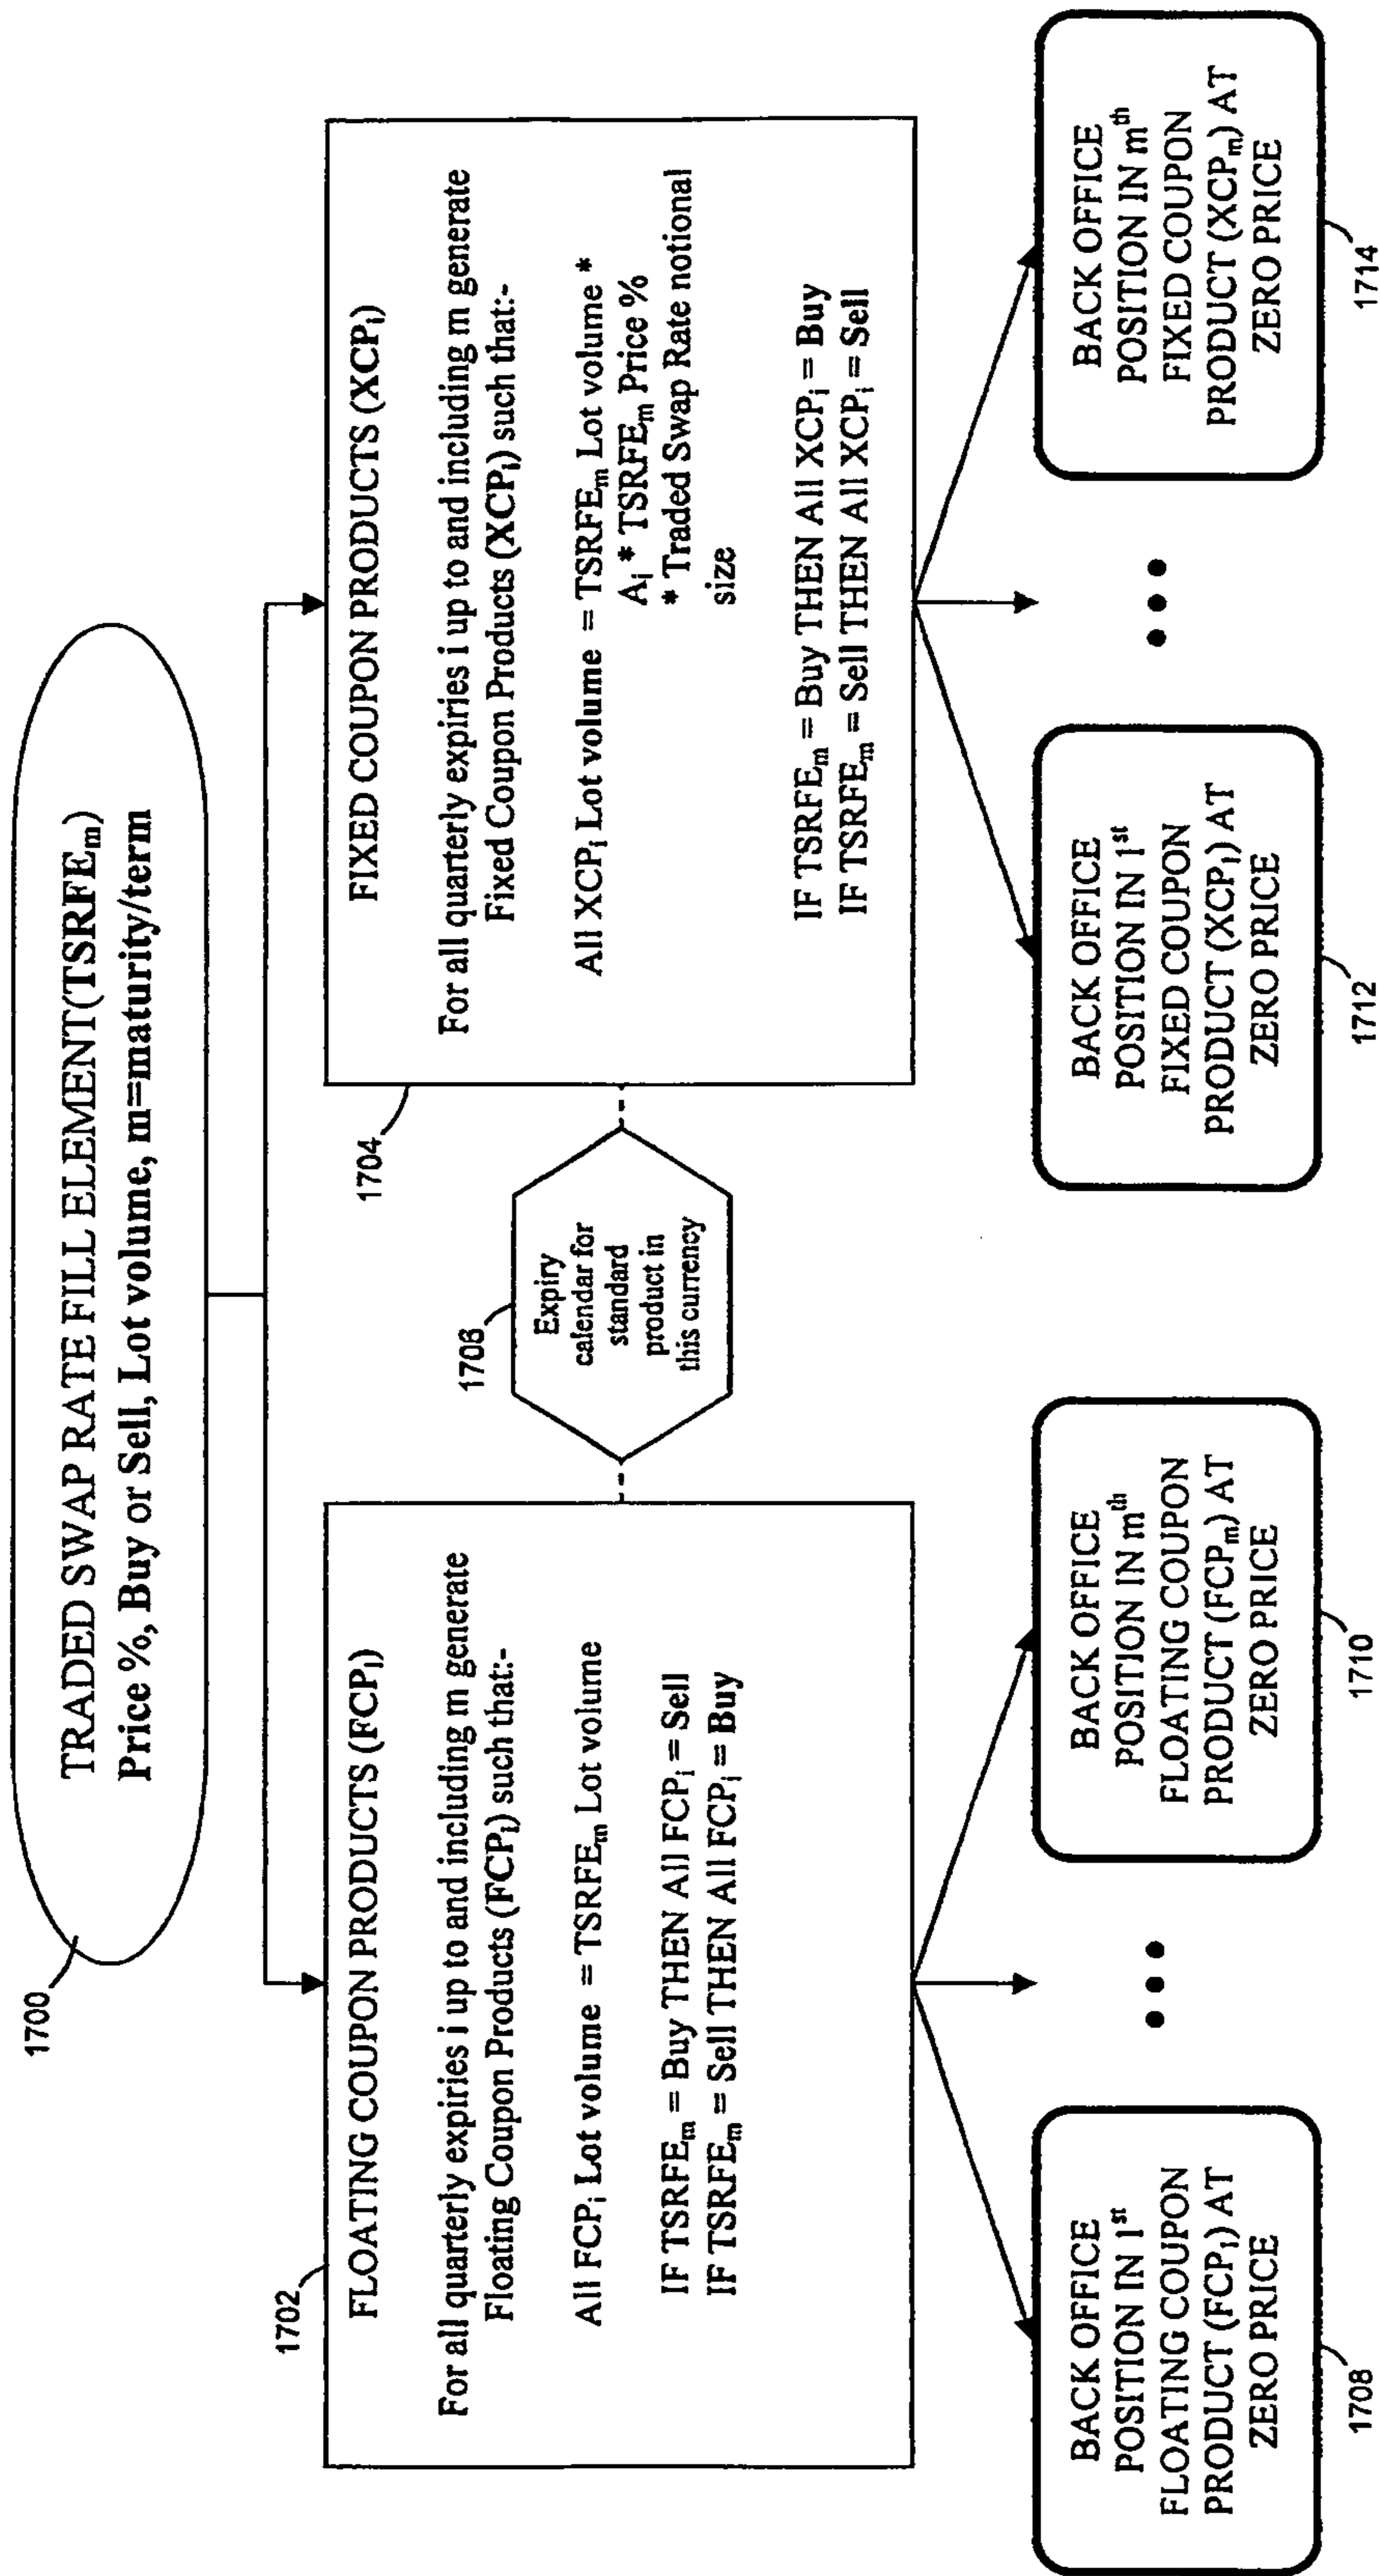 1700
TRADED SWAP RATE FILL ELEMENT(TSRFEm)
Price %, Buy or Sell, Lot volume, m=maturity/term
1702
FLOATING COUPON PRODUCTS (FCPi)
For all quarterly expiries i up to and including m generate
Floating Coupon Products (FCPi) such that:-
All FCPi Lot volume = TSRFEm Lot volume
IF TSRFEm = Buy THEN All FCPi = Sell
IF TSRFEm = Sell THEN All FCPi = Buy
1706
Expiry
calendar for
standard
product in
this currency
1704
FIXED COUPON PRODUCTS (XCPi)
For all quarterly expiries i up to and including m generate
Fixed Coupon Products (XCPi) such that:-
All XCPi Lot volume = TSRFEm Lot volume *
Ai * TSRFEm Price %
* Traded Swap Rate notional
size
IF TSRFEm = Buy THEN All XCPi = Buy
IF TSRFEm = Sell THEN All XCPi = Sell
BACK OFFICE
POSITION IN 1st
FLOATING COUPON
PRODUCT (FCP1) AT
ZERO PRICE
1708
•••
BACK OFFICE
POSITION IN mth
FLOATING COUPON
PRODUCT (FCPm) AT
ZERO PRICE
1710
BACK OFFICE
POSITION IN 1st
FIXED COUPON
PRODUCT (XCP1) AT
ZERO PRICE
1712
•••
BACK OFFICE
POSITION IN mth
FIXED COUPON
PRODUCT (XCPm) AT
ZERO PRICE
1714